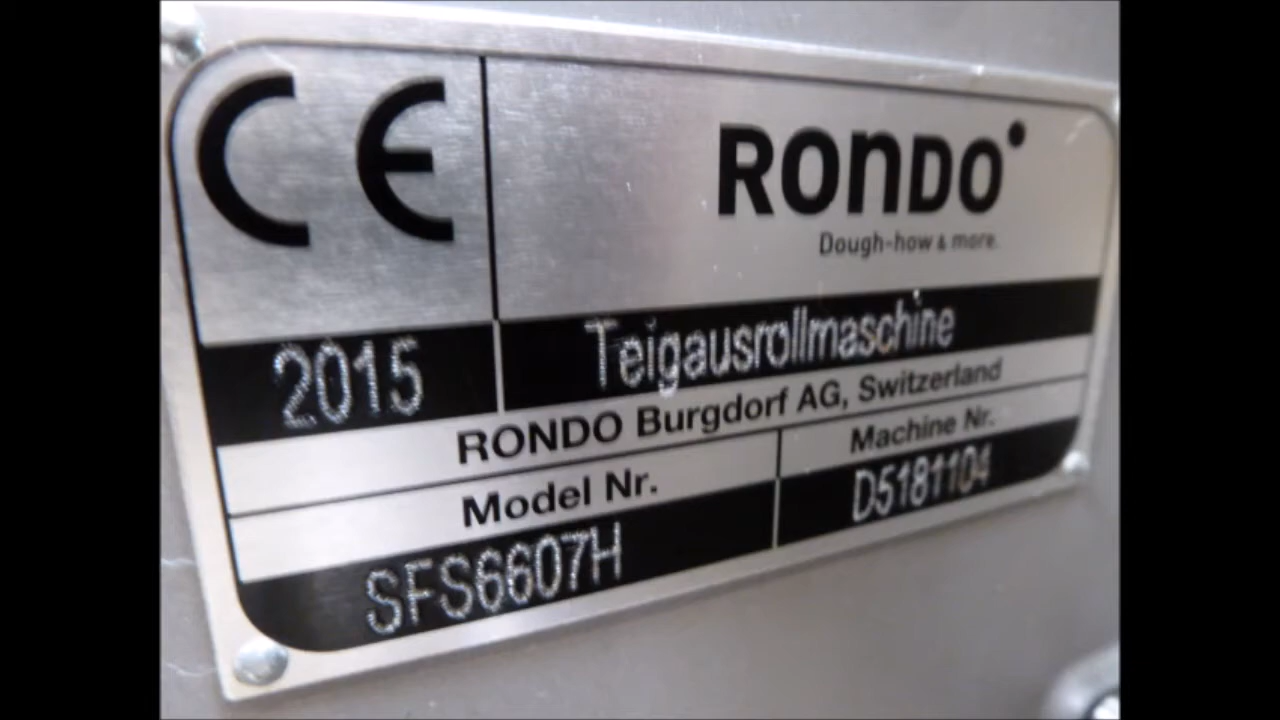 CE
RONDO
Dough-how & more.
2015
Teigausrollmaschine
RONDO Burgdorf AG, Switzerland
Model Nr.
Machine Nr.
SFS6607H
D5181104